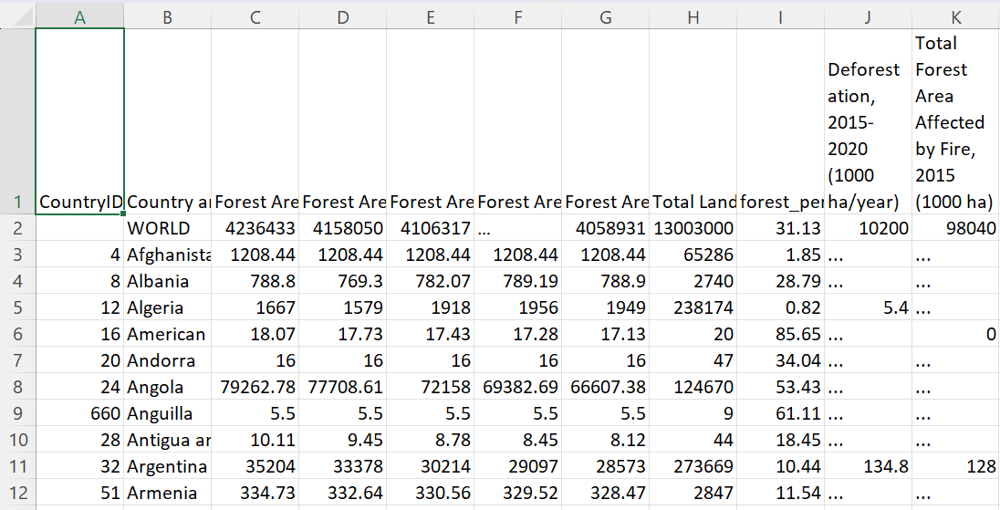 A B C D E F G H I J K
1 CountryID Country ar Forest Are Forest Are Forest Are Forest Are Forest Are Total Land forest_per Deforestation, 2015-2020 (1000 ha/year) Total Forest Area Affected by Fire, 2015 (1000 ha)
2 WORLD 4236433 4158050 4106317 ... 4058931 13003000 31.13 10200 98040
3 4 Afghanista 1208.44 1208.44 1208.44 1208.44 1208.44 65286 1.85 ... ...
4 8 Albania 788.8 769.3 782.07 789.19 788.9 2740 28.79 ... ...
5 12 Algeria 1667 1579 1918 1956 1949 238174 0.82 5.4 ...
6 16 American 18.07 17.73 17.43 17.28 17.13 20 85.65 ... 0
7 20 Andorra 16 16 16 16 16 47 34.04 ... ...
8 24 Angola 79262.78 77708.61 72158 69382.69 66607.38 124670 53.43 ... ...
9 660 Anguilla 5.5 5.5 5.5 5.5 5.5 9 61.11 ... ...
10 28 Antigua ar 10.11 9.45 8.78 8.45 8.12 44 18.45 ... ...
11 32 Argentina 35204 33378 30214 29097 28573 273669 10.44 134.8 128
12 51 Armenia 334.73 332.64 330.56 329.52 328.47 2847 11.54 ... ...